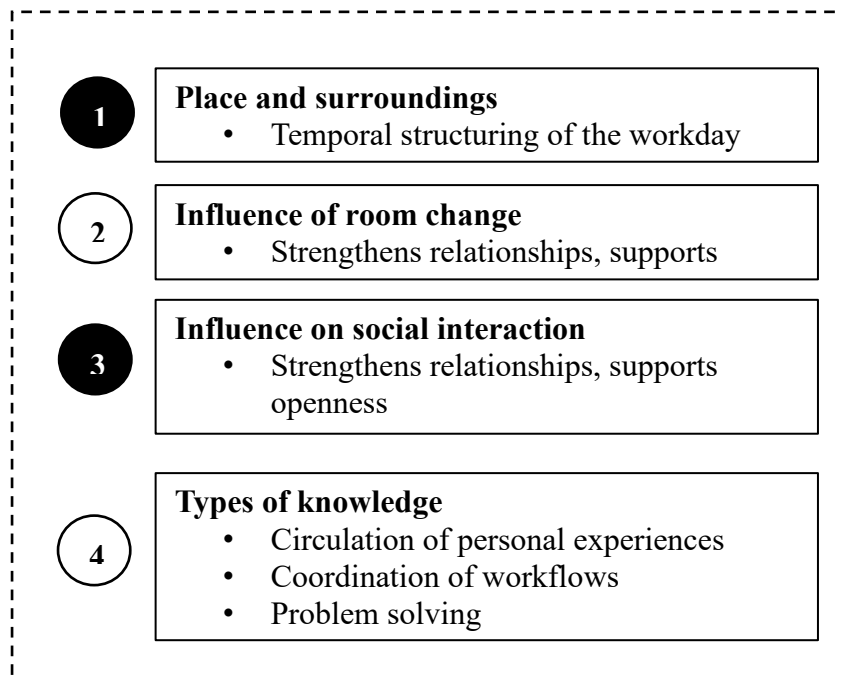 1
Place and surroundings
• Temporal structuring of the workday
2
Influence of room change
• Strengthens relationships, supports
3
Influence on social interaction
• Strengthens relationships, supports
openness
4
Types of knowledge
• Circulation of personal experiences
• Coordination of workflows
• Problem solving